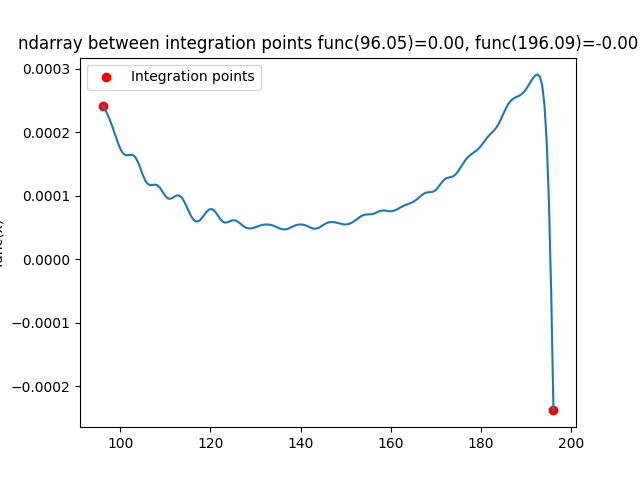 ndarray between integration points func(96.05)=0.00, func(196.09)=-0.00
Integration points
0.0003
0.0002
0.0001
0.0000
−0.0001
−0.0002
100 120 140 160 180 200